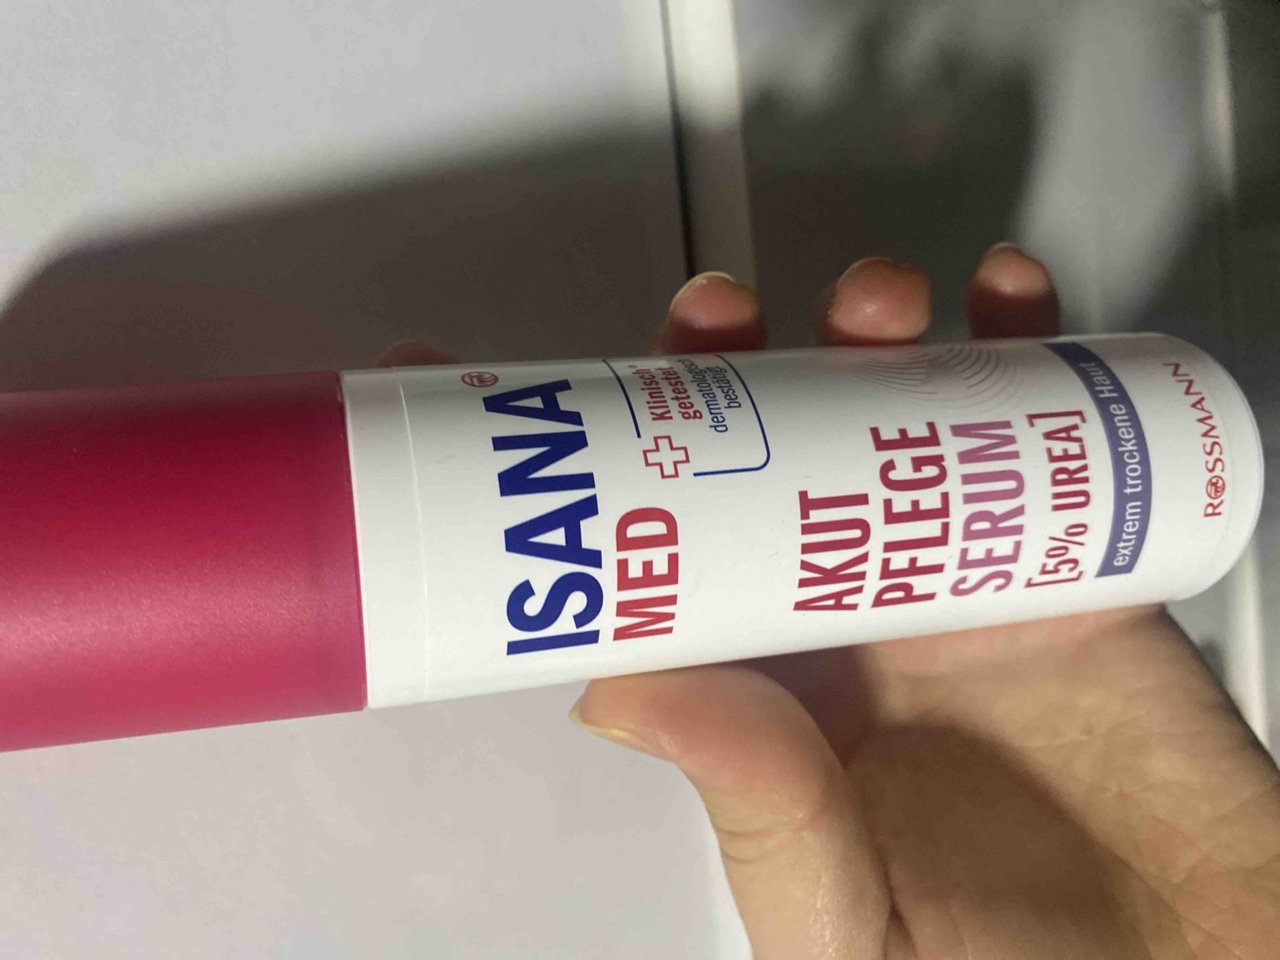 ISANA
MED
Klinisch
getestet
dermatologisch
bestätigt
AKUT
PFLEGE
SERUM
[5% UREA]
extrem trockene Haut
ROSSMANN